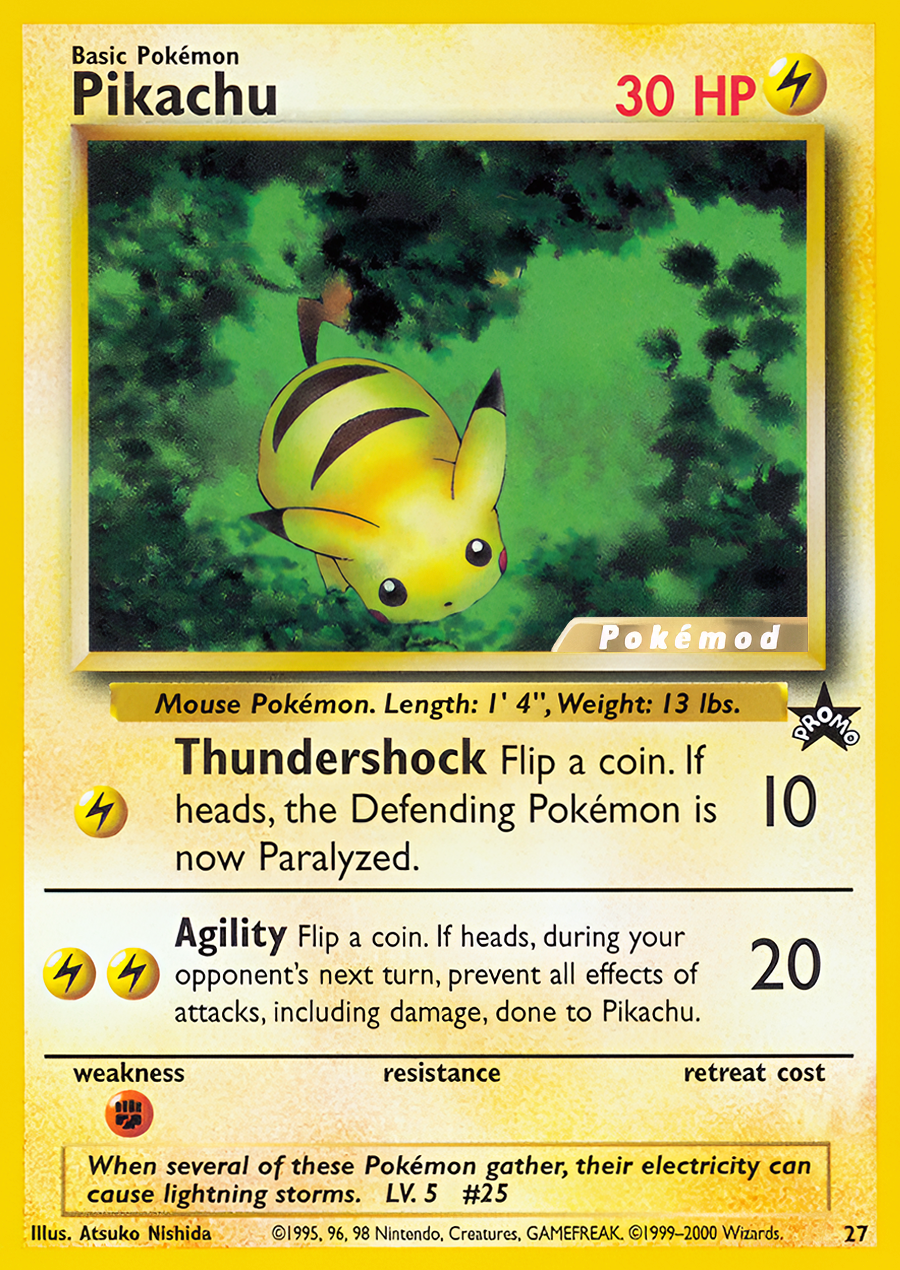 Basic Pokémon
Pikachu
30 HP
Pokémod
Mouse Pokémon. Length: 1' 4", Weight: 13 lbs.
PROMO
Thundershock Flip a coin. If
heads, the Defending Pokémon is
now Paralyzed.
10
Agility Flip a coin. If heads, during your
opponent's next turn, prevent all effects of
attacks, including damage, done to Pikachu.
20
weakness
resistance
retreat cost
When several of these Pokémon gather, their electricity can
cause lightning storms. LV. 5 #25
Illus. Atsuko Nishida
©1995, 96, 98 Nintendo, Creatures, GAMEFREAK. ©1999–2000 Wizards.
27